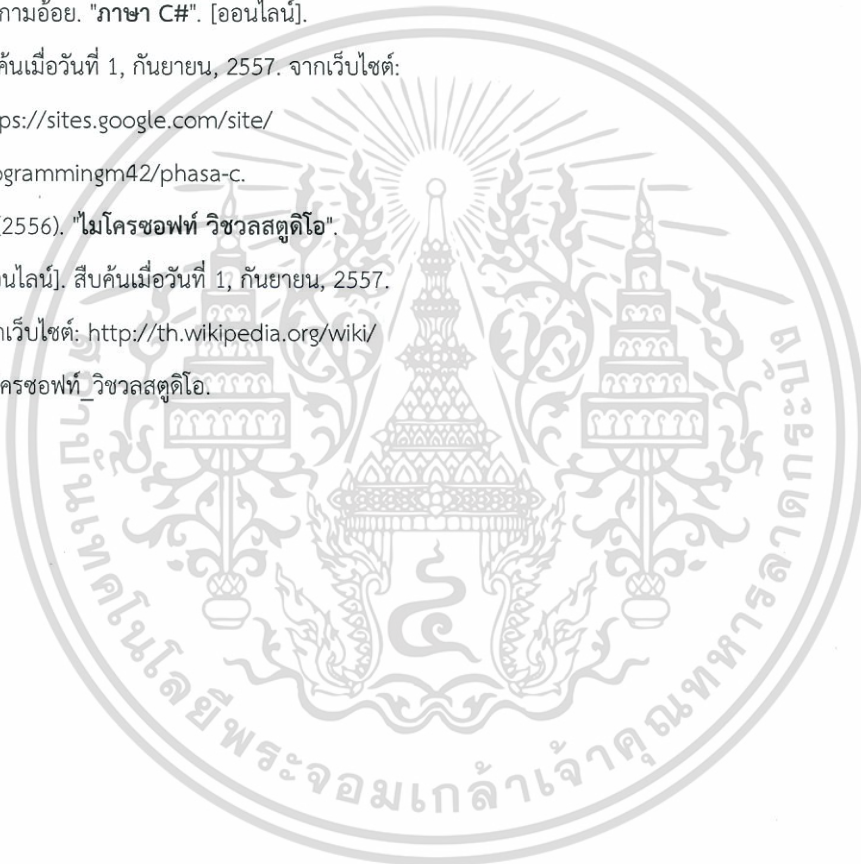 กามอ้อย. "ภาษา C#". [ออนไลน์].
ค้นเมื่อวันที่ 1, กันยายน, 2557. จากเว็บไซต์:
ps://sites.google.com/site/
ogrammingm42/phasa-c.
2556). "ไมโครซอฟท์ วิชวลสตูดิโอ".
อนไลน์]. สืบค้นเมื่อวันที่ 1, กันยายน, 2557.
เว็บไซต์: http://th.wikipedia.org/wiki/
ครซอฟท์_วิชวลสตูดิโอ.
สถาบันเทคโนโลยีพระจอมเกล้าเจ้าคุณทหารลาดกระบัง
๔